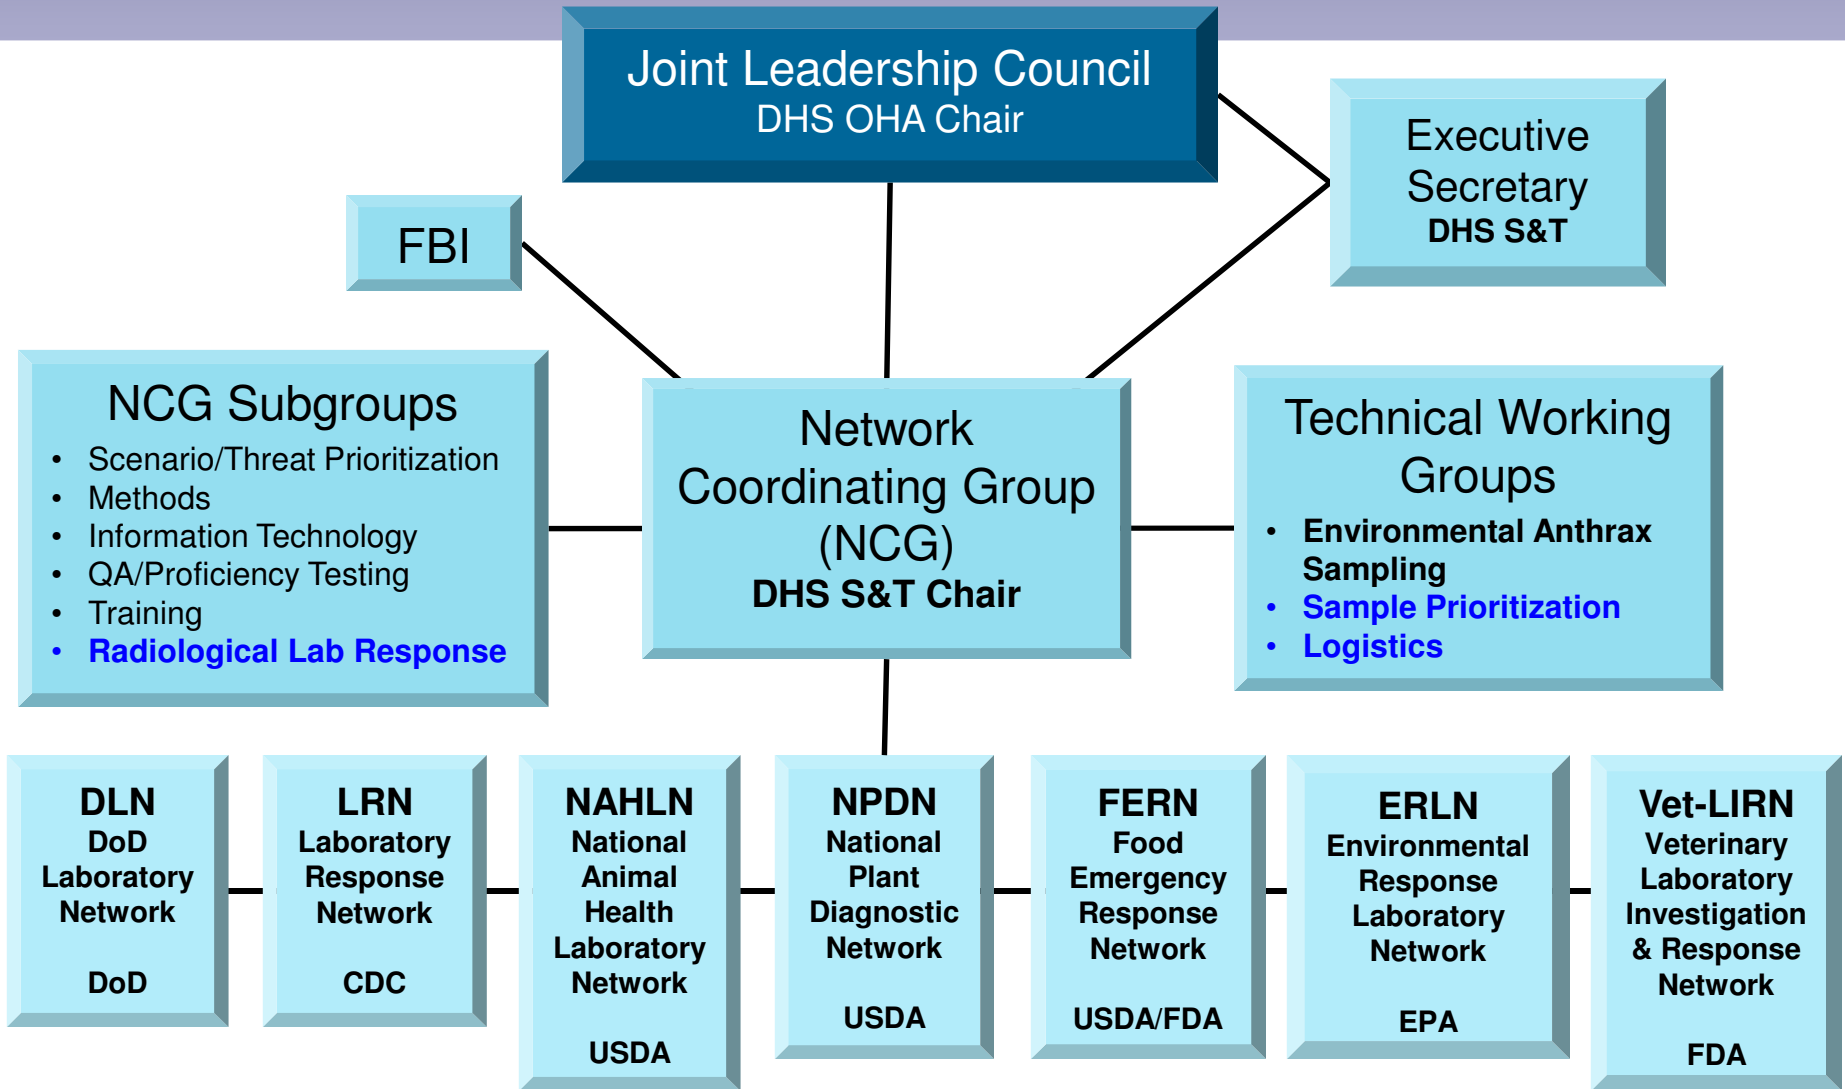 Joint Leadership Council
DHS OHA Chair
Executive
Secretary
DHS S&T
FBI
NCG Subgroups
• Scenario/Threat Prioritization
• Methods
• Information Technology
• QA/Proficiency Testing
• Training
• Radiological Lab Response
Network
Coordinating Group
(NCG)
DHS S&T Chair
Technical Working
Groups
• Environmental Anthrax
Sampling
• Sample Prioritization
• Logistics
DLN
DoD
Laboratory
Network
DoD
LRN
Laboratory
Response
Network
CDC
NAHLN
National
Animal
Health
Laboratory
Network
USDA
NPDN
National
Plant
Diagnostic
Network
USDA
FERN
Food
Emergency
Response
Network
USDA/FDA
ERLN
Environmental
Response
Laboratory
Network
EPA
Vet-LIRN
Veterinary
Laboratory
Investigation
& Response
Network
FDA